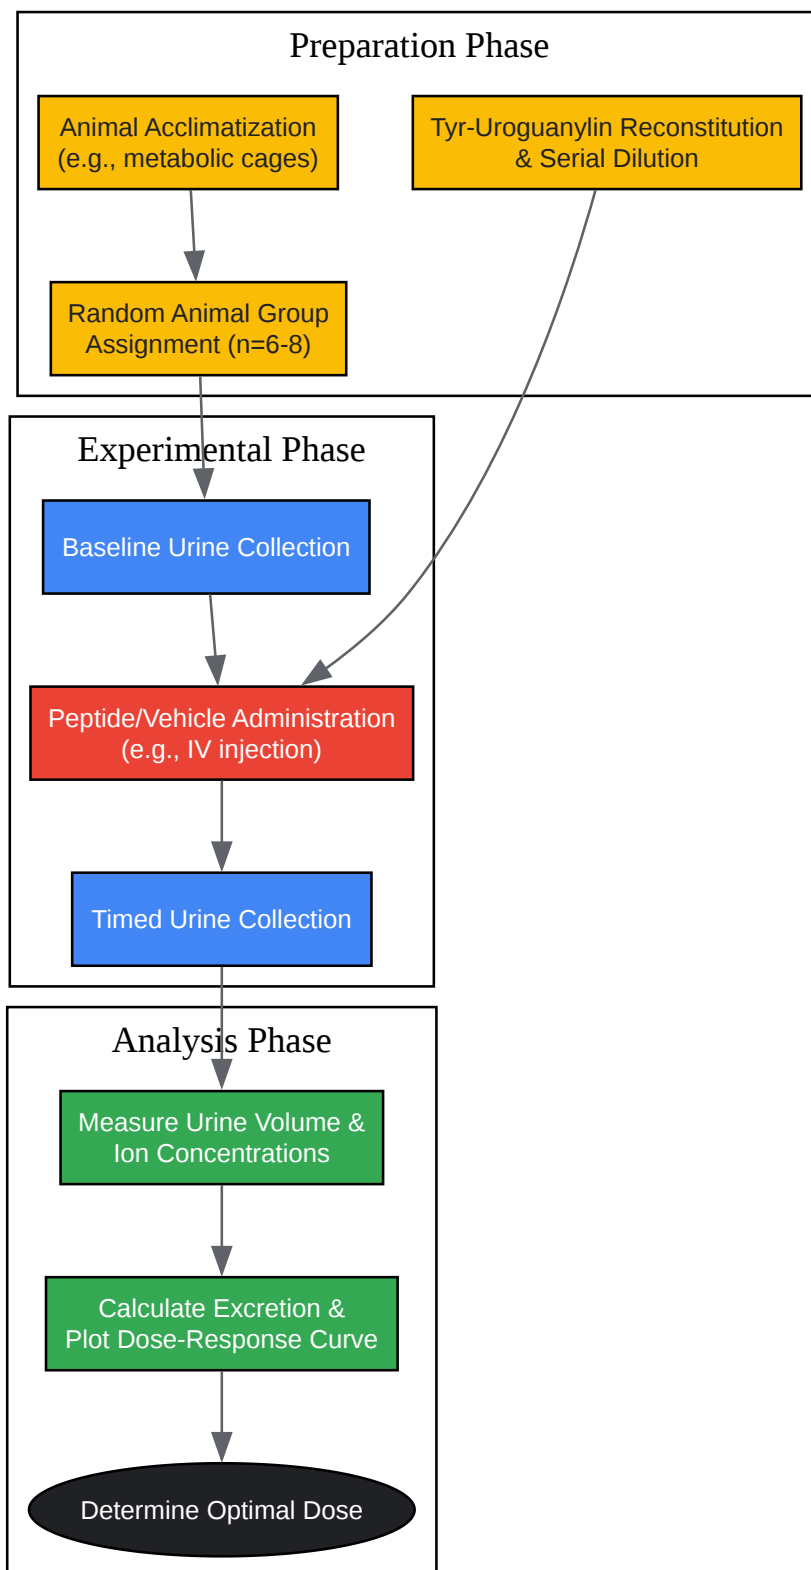 Preparation Phase
Animal Acclimatization
(e.g., metabolic cages)
Tyr-Uroguanylin Reconstitution
& Serial Dilution
Random Animal Group
Assignment (n=6-8)
Experimental Phase
Baseline Urine Collection
Peptide/Vehicle Administration
(e.g., IV injection)
Timed Urine Collection
Analysis Phase
Measure Urine Volume &
Ion Concentrations
Calculate Excretion &
Plot Dose-Response Curve
Determine Optimal Dose